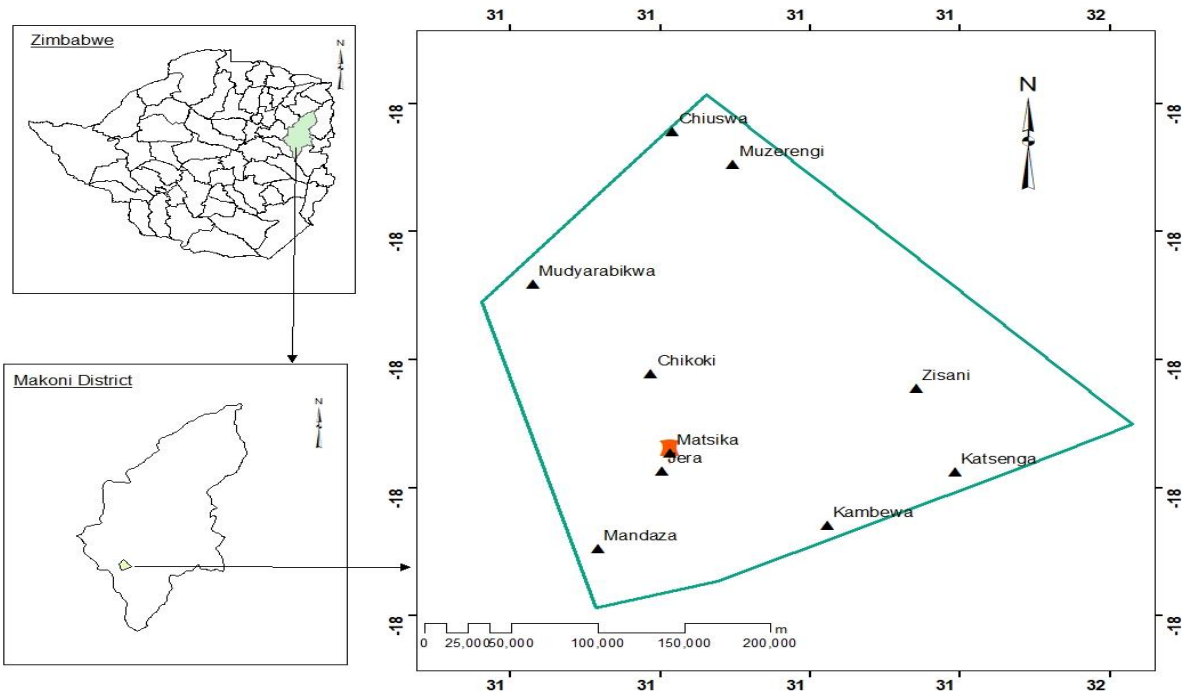 Zimbabwe
N
Makoni District
N
31 31 31 31 32
-18 -18
-18 -18
-18 -18
-18 -18
-18 -18
N
Chiuswa
Muzerengi
Mudyarabikwa
Chikoki
Zisani
Matsika
Jera
Katsenga
Kambewa
Mandaza
0 25,000 50,000 100,000 150,000 200,000 m
31 31 31 31 32